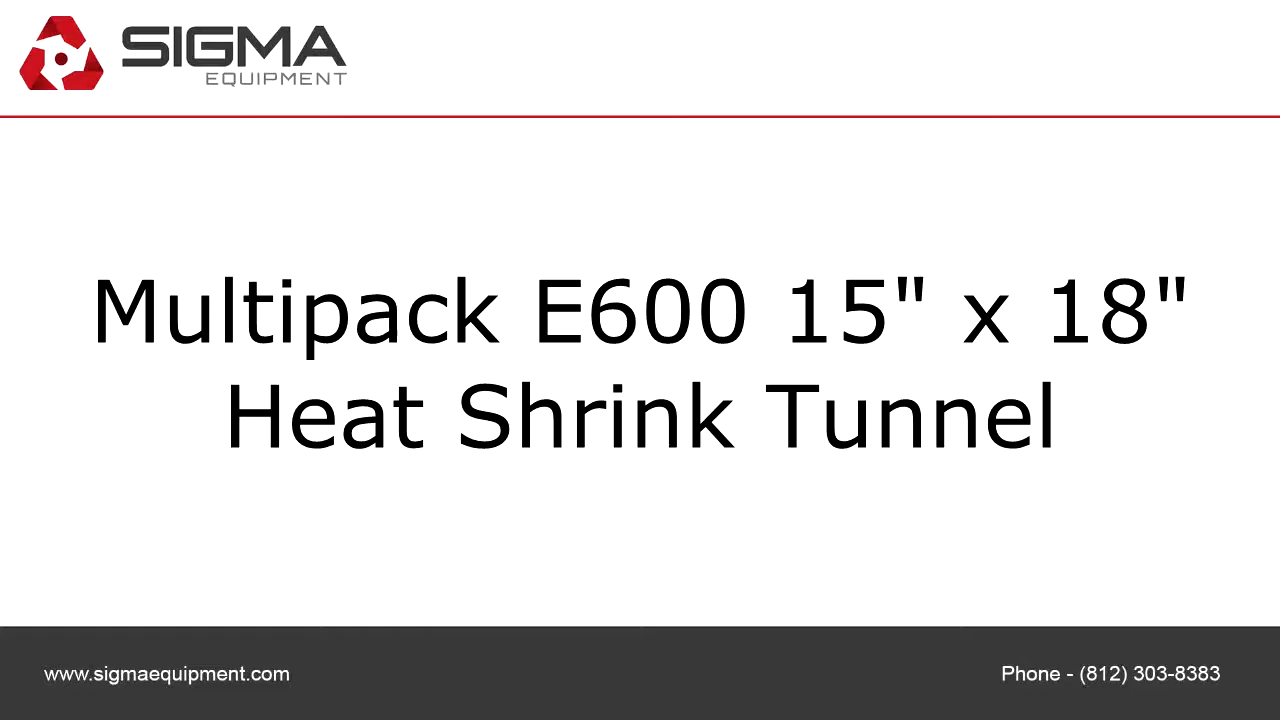 SIGMA
EQUIPMENT
Multipack E600 15" x 18"
Heat Shrink Tunnel
www.sigmaequipment.com
Phone - (812) 303-8383